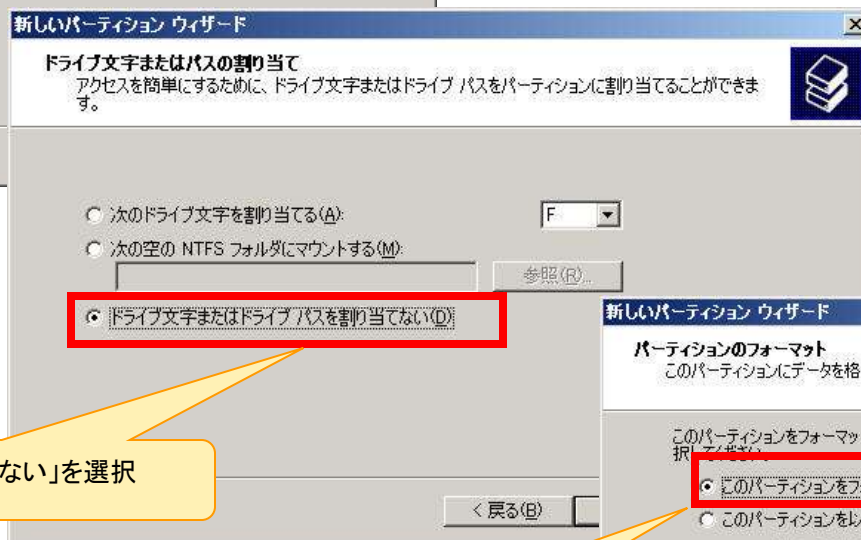 新しいパーティション ウィザード
ドライブ文字またはパスの割り当て
アクセスを簡単にするために、ドライブ文字またはドライブ パスをパーティションに割り当てることができま
す。
次のドライブ文字を割り当てる(A):
F
次の空の NTFS フォルダにマウントする(M):
参照(R)...
ドライブ文字またはドライブ パスを割り当てない(D)
ない」を選択
< 戻る(B)
新しいパーティション ウィザード
パーティションのフォーマット
このパーティションにデータを格
このパーティションをフォーマッ
択してください。
このパーティションを
このパーティションを